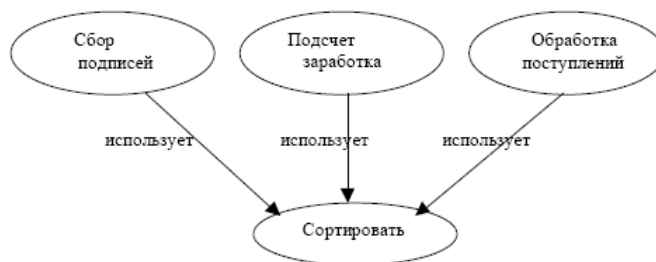 Сбор
подписей
Подсчет
заработка
Обработка
поступлений
использует
использует
использует
Сортировать